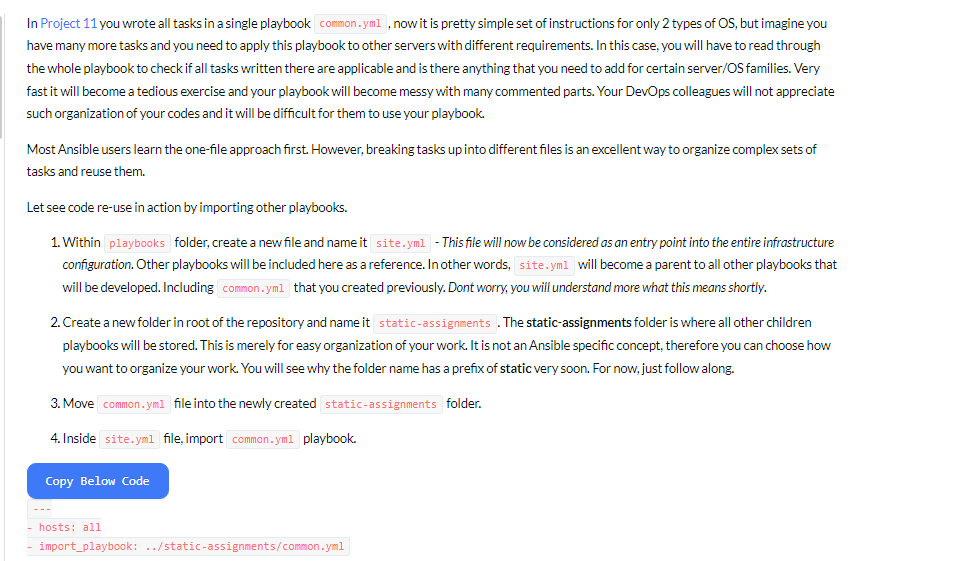 In Project 11 you wrote all tasks in a single playbook common.yml , now it is pretty simple set of instructions for only 2 types of OS, but imagine you
have many more tasks and you need to apply this playbook to other servers with different requirements. In this case, you will have to read through
the whole playbook to check if all tasks written there are applicable and is there anything that you need to add for certain server/OS families. Very
fast it will become a tedious exercise and your playbook will become messy with many commented parts. Your DevOps colleagues will not appreciate
such organization of your codes and it will be difficult for them to use your playbook.
Most Ansible users learn the one-file approach first. However, breaking tasks up into different files is an excellent way to organize complex sets of
tasks and reuse them.
Let see code re-use in action by importing other playbooks.
1. Within playbooks folder, create a new file and name it site.yml - This file will now be considered as an entry point into the entire infrastructure
configuration. Other playbooks will be included here as a reference. In other words, site.yml will become a parent to all other playbooks that
will be developed. Including common.yml that you created previously. Dont worry, you will understand more what this means shortly.
2. Create a new folder in root of the repository and name it static-assignments . The static-assignments folder is where all other children
playbooks will be stored. This is merely for easy organization of your work. It is not an Ansible specific concept, therefore you can choose how
you want to organize your work. You will see why the folder name has a prefix of static very soon. For now, just follow along.
3. Move common.yml file into the newly created static-assignments folder.
4. Inside site.yml file, import common.yml playbook.
Copy Below Code
---
- hosts: all
- import_playbook: ../static-assignments/common.yml